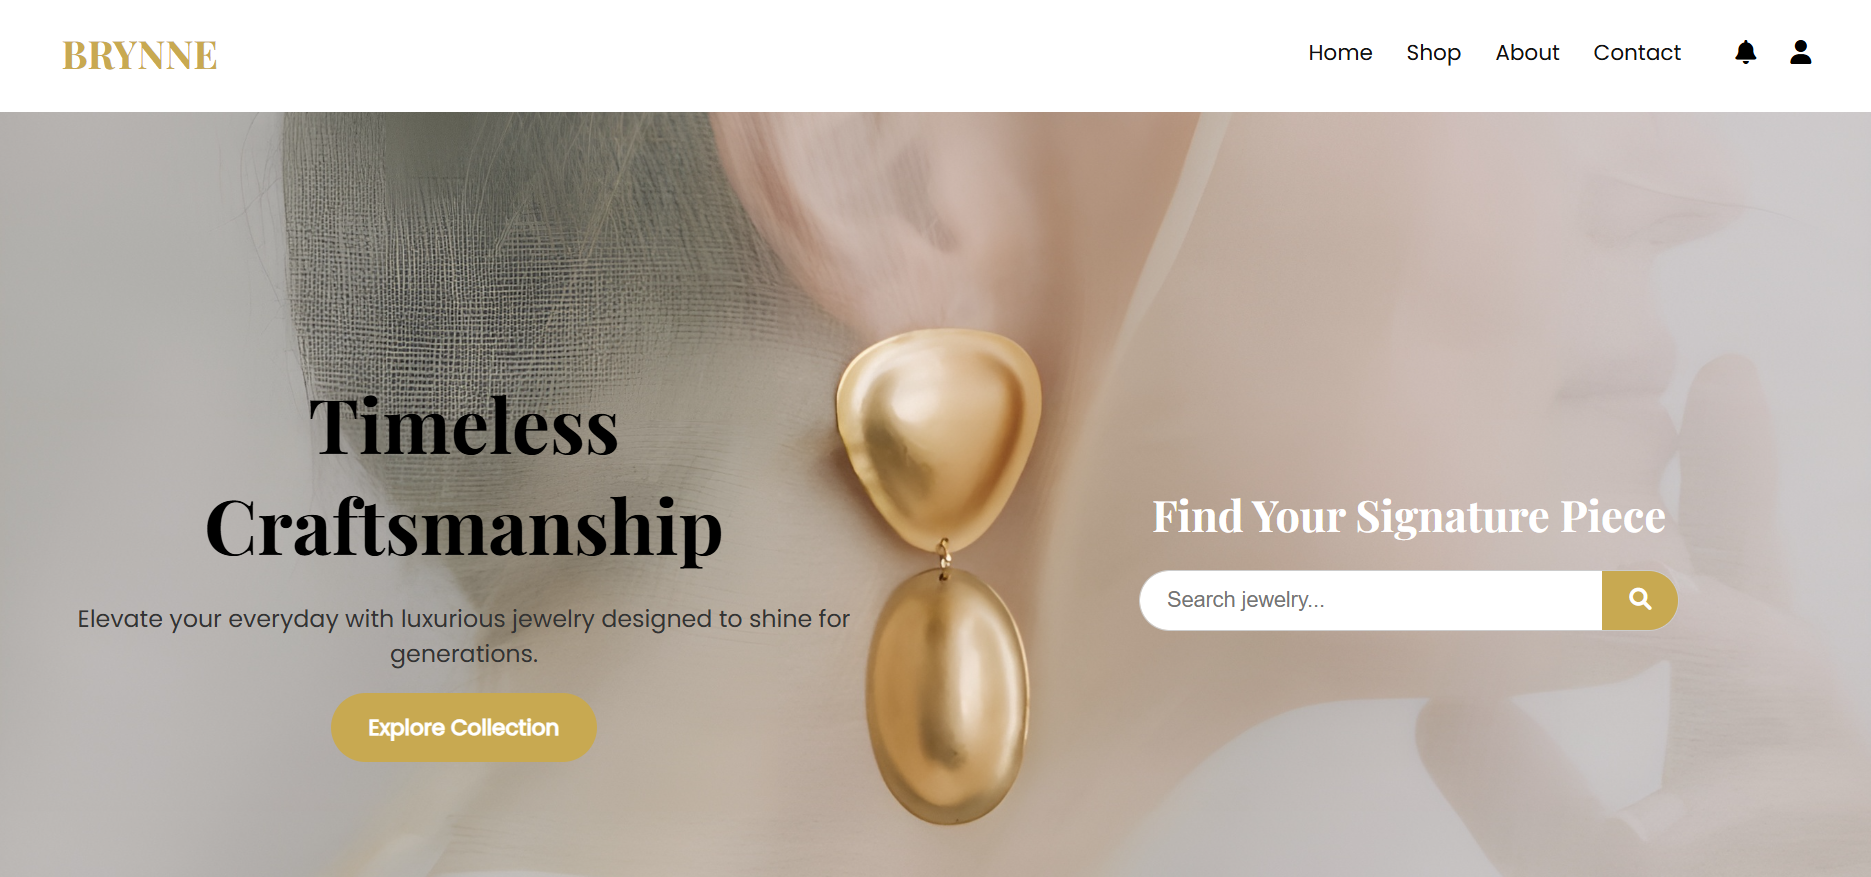 BRYNNE
Home Shop About Contact
Timeless
Craftsmanship
Elevate your everyday with luxurious jewelry designed to shine for
generations.
Explore Collection
Find Your Signature Piece
Search jewelry...